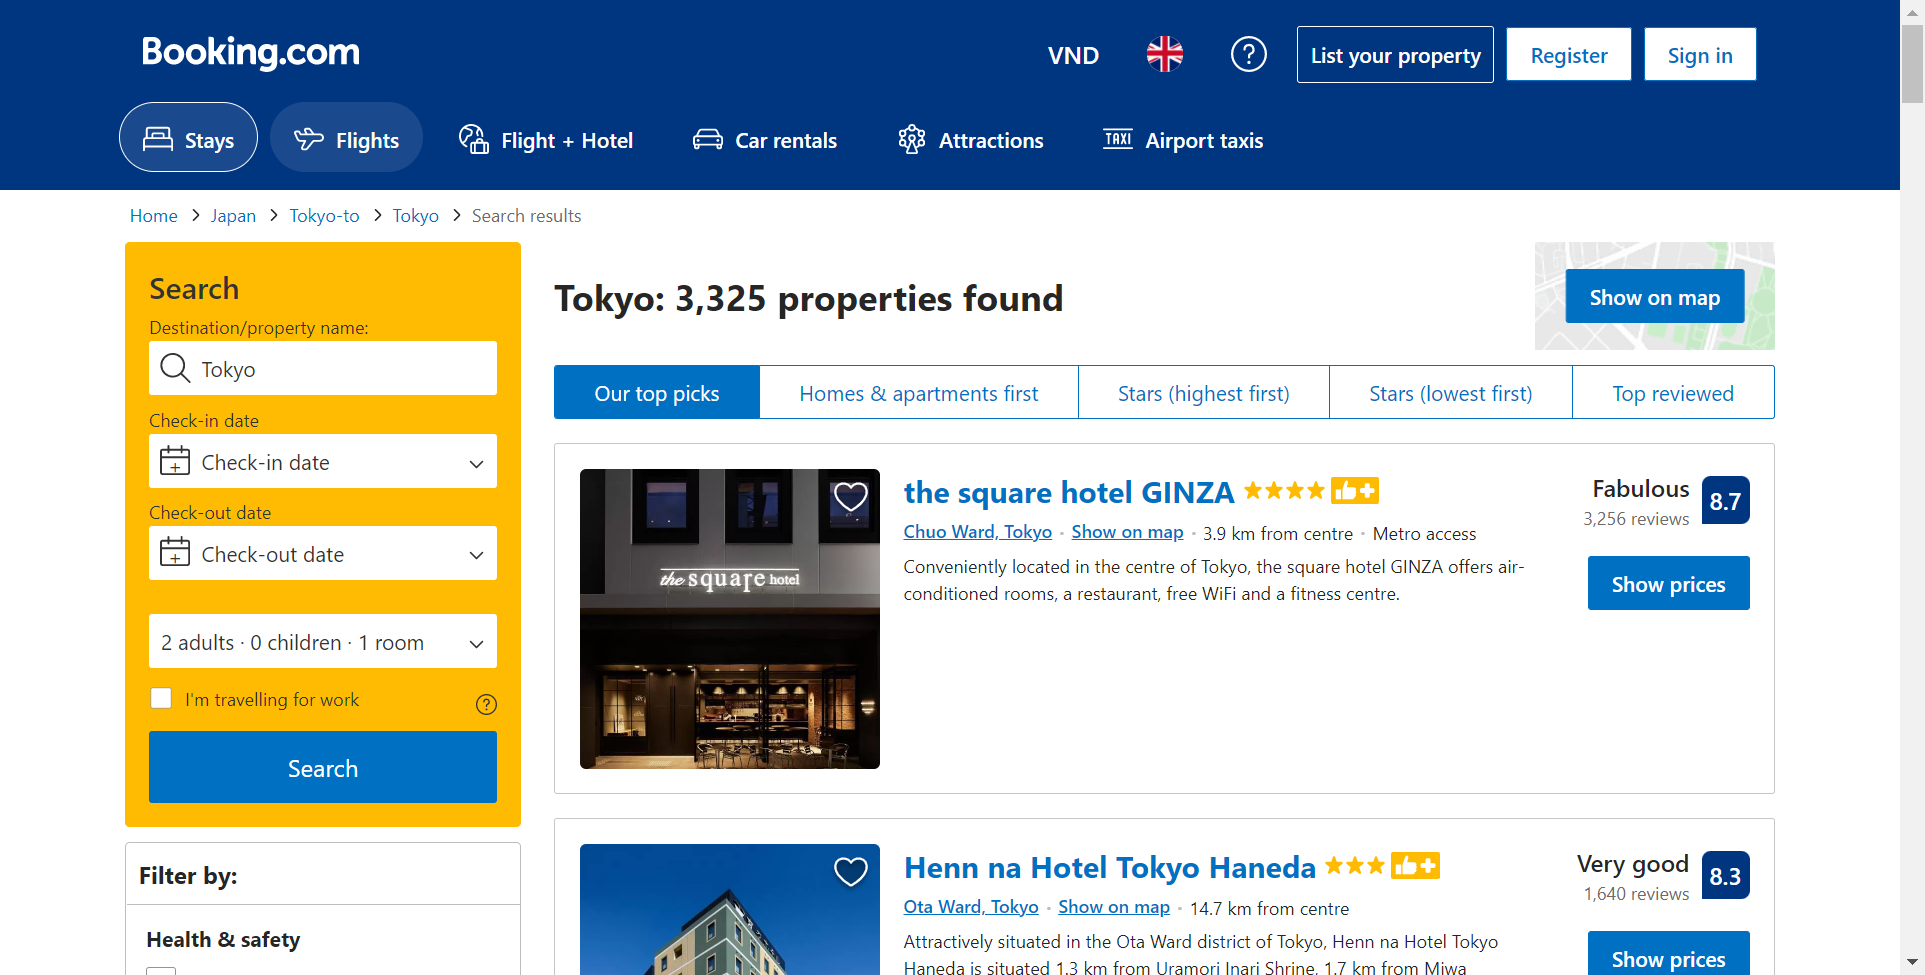 Booking.com
VND
List your property
Register
Sign in
Stays
Flights
Flight + Hotel
Car rentals
Attractions
TAXI
Airport taxis
Home > Japan > Tokyo-to > Tokyo > Search results
Search
Destination/property name:
Tokyo
Check-in date
Check-in date
Check-out date
Check-out date
2 adults · 0 children · 1 room
I'm travelling for work
?
Search
Filter by:
Health & safety
Tokyo: 3,325 properties found
Show on map
Our top picks
Homes & apartments first
Stars (highest first)
Stars (lowest first)
Top reviewed
the square hotel
the square hotel GINZA
Chuo Ward, Tokyo · Show on map · 3.9 km from centre · Metro access
Conveniently located in the centre of Tokyo, the square hotel GINZA offers air-
conditioned rooms, a restaurant, free WiFi and a fitness centre.
Fabulous
3,256 reviews
8.7
Show prices
Henn na Hotel Tokyo Haneda
Ota Ward, Tokyo · Show on map · 14.7 km from centre
Attractively situated in the Ota Ward district of Tokyo, Henn na Hotel Tokyo
Haneda is situated 1.3 km from Uramori Inari Shrine, 1.7 km from Miwa
Very good
1,640 reviews
8.3
Show prices